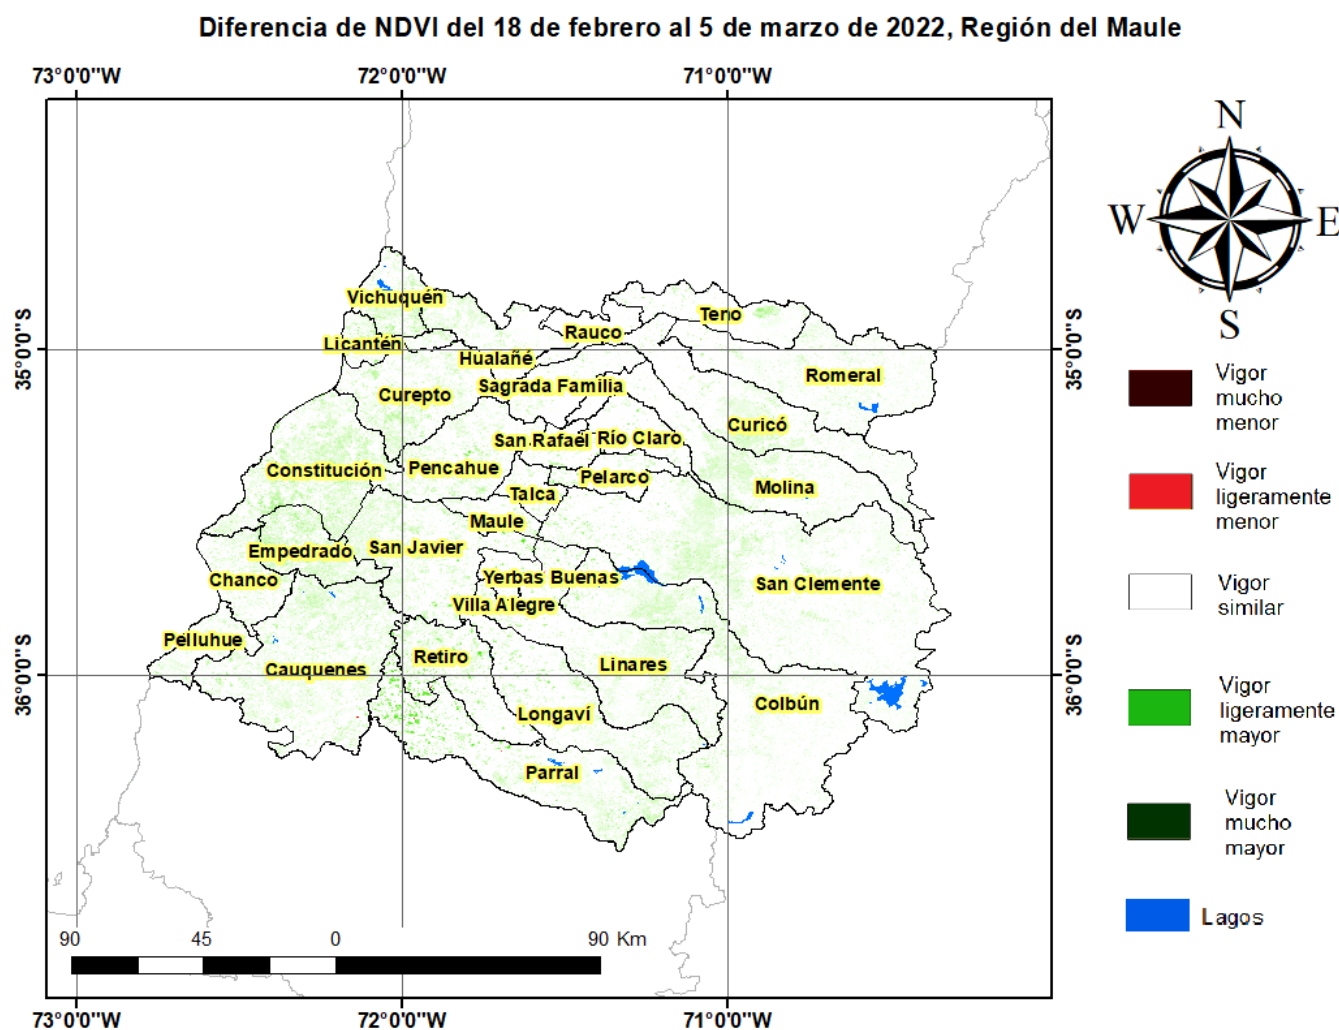 Diferencia de NDVI del 18 de febrero al 5 de marzo de 2022, Región del Maule
73°0'0"W
72°0'0"W
71°0'0"W
N
W
E
S
35°0'0"S
35°0'0"S
36°0'0"S
36°0'0"S
Vichuquén
Teno
Rauco
Licantén
Hualañé
Romeral
Sagrada Familia
Curepto
Curicó
San Rafael
Río Claro
Constitución
Pencahue
Pelarco
Molina
Talca
Maule
Empedrado
San Javier
Chanco
Yerbas Buenas
San Clemente
Villa Alegre
Pelluhue
Retiro
Linares
Cauquenes
Colbún
Longaví
Parral
Vigor
mucho
menor
Vigor
ligeramente
menor
Vigor
similar
Vigor
ligeramente
mayor
Vigor
mucho
mayor
Lagos
90
45
0
90 Km
73°0'0"W
72°0'0"W
71°0'0"W